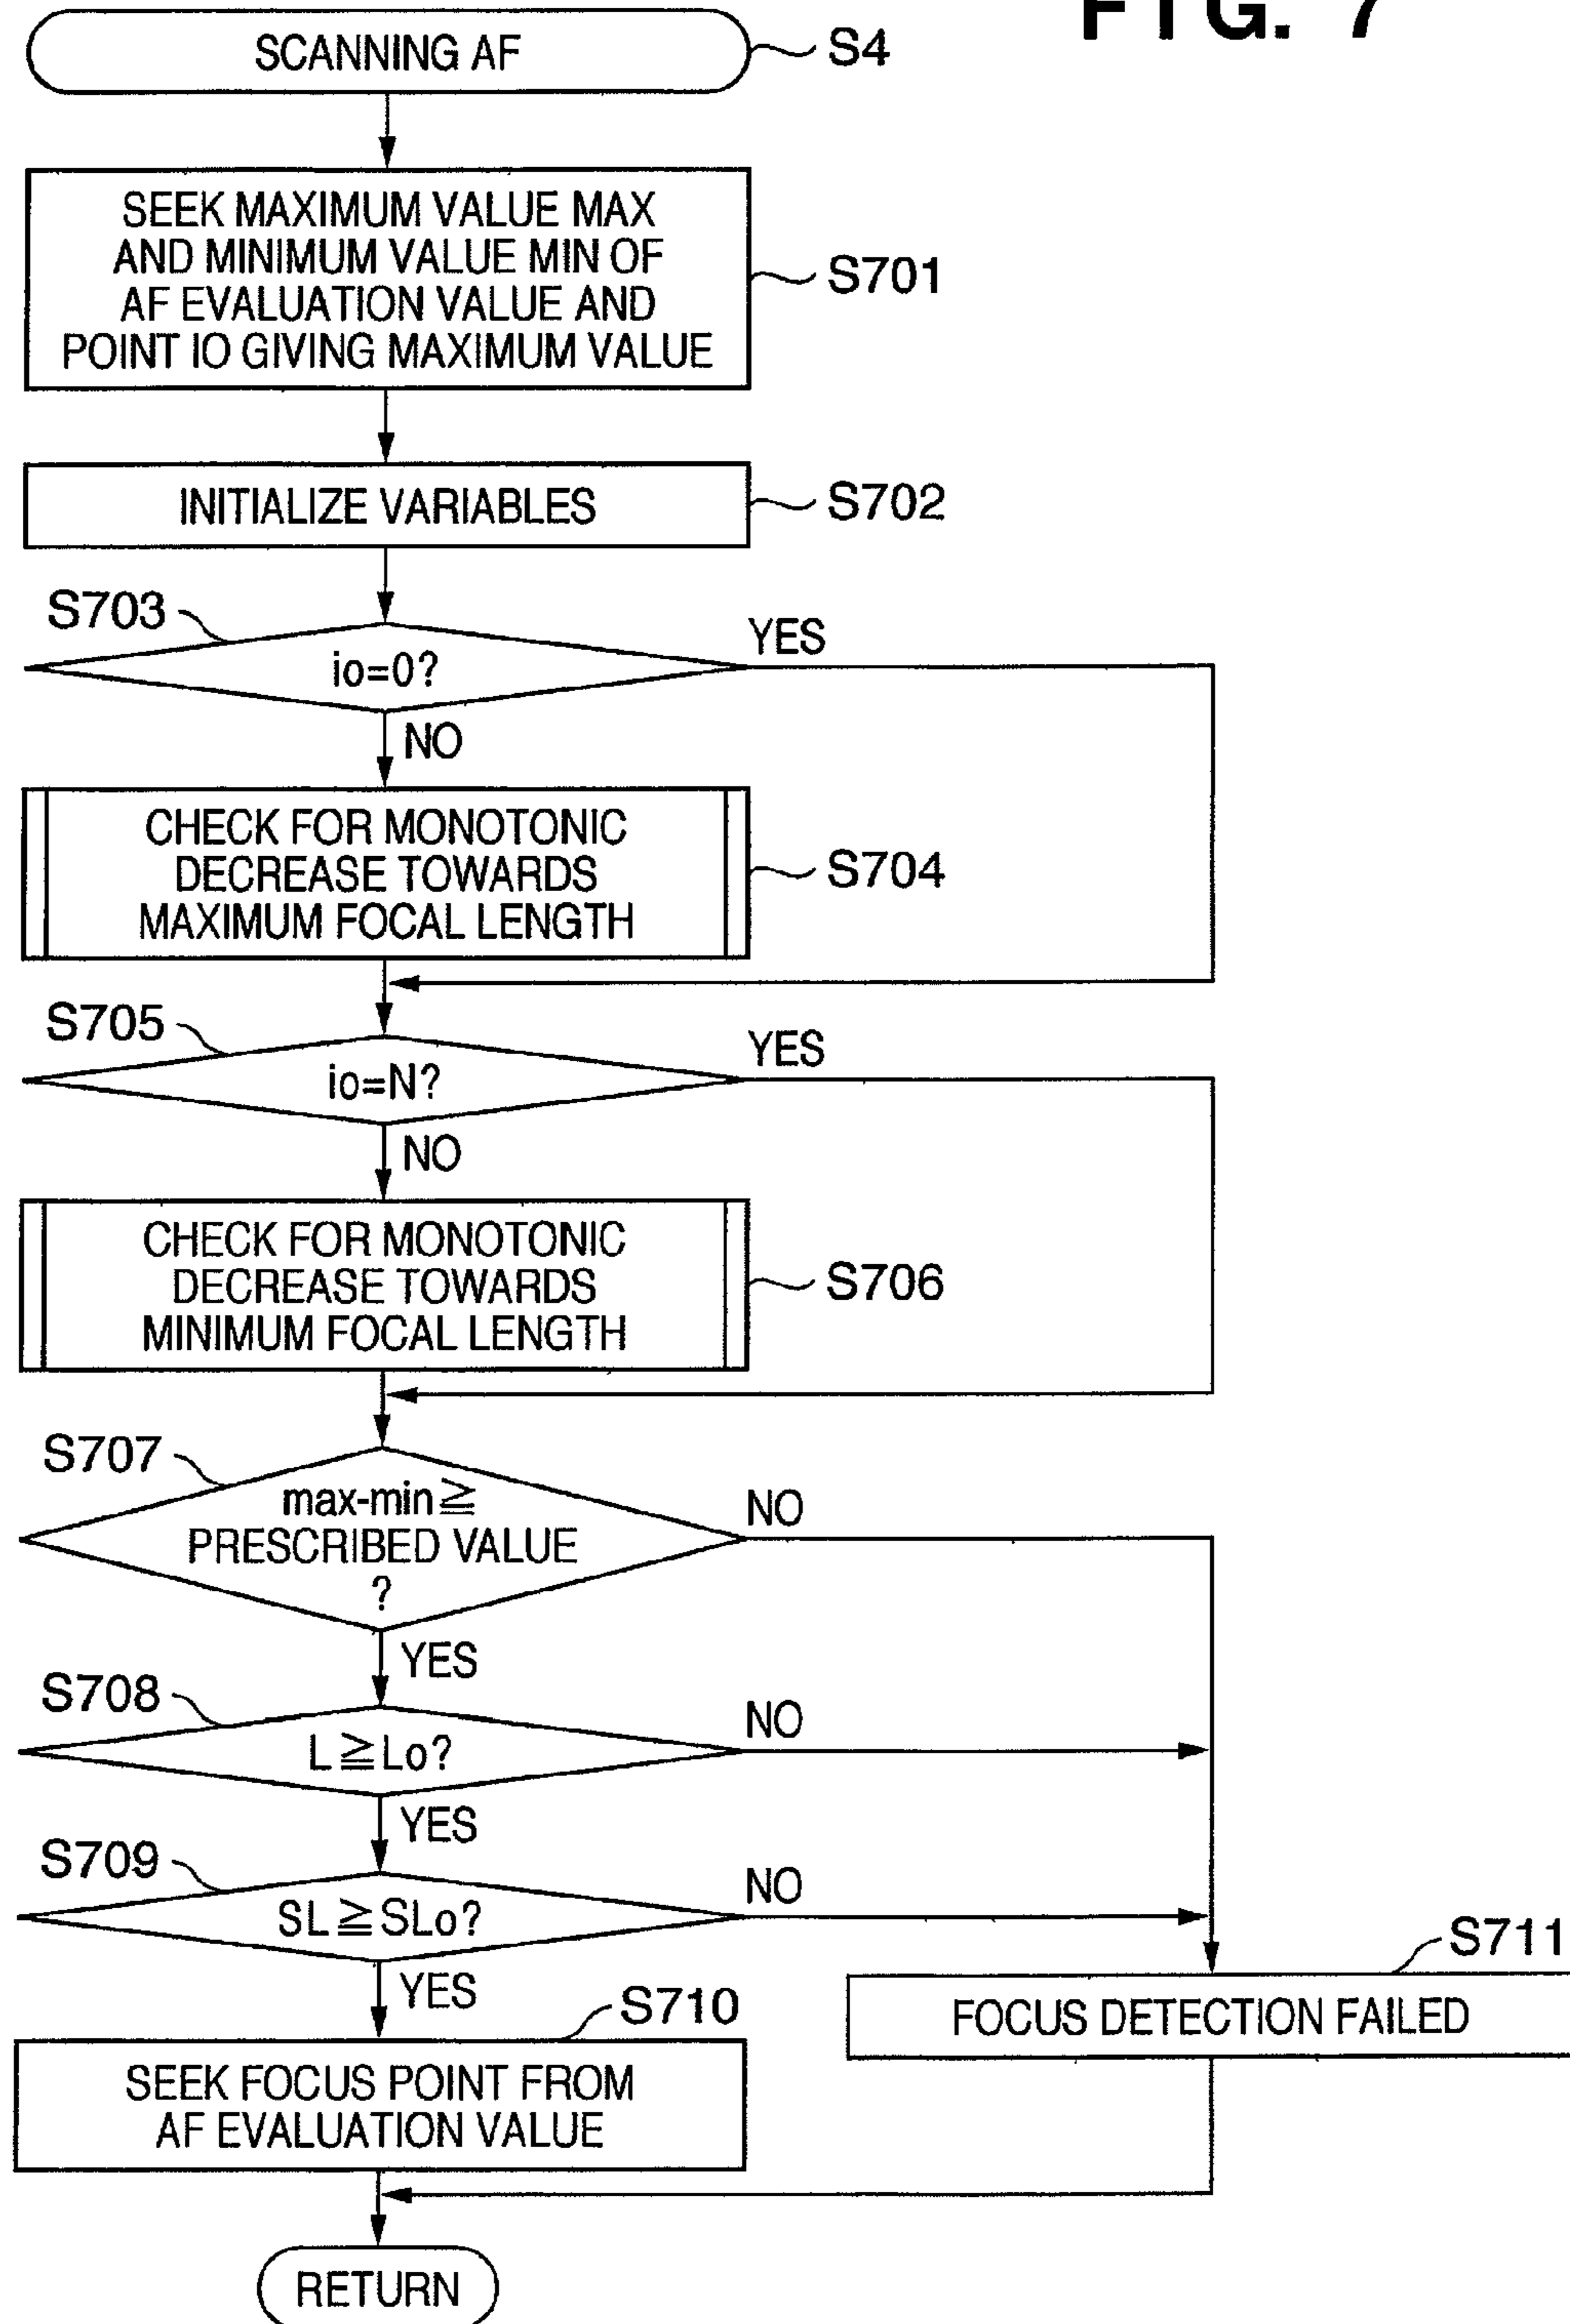 FIG. 7
SCANNING AF
S4
SEEK MAXIMUM VALUE MAX
AND MINIMUM VALUE MIN OF
AF EVALUATION VALUE AND
POINT IO GIVING MAXIMUM VALUE
S701
INITIALIZE VARIABLES
S702
S703
io=0?
YES
NO
CHECK FOR MONOTONIC
DECREASE TOWARDS
MAXIMUM FOCAL LENGTH
S704
S705
io=N?
YES
NO
CHECK FOR MONOTONIC
DECREASE TOWARDS
MINIMUM FOCAL LENGTH
S706
S707
max-min≧
PRESCRIBED VALUE
?
NO
YES
S708
L≧Lo?
NO
YES
S709
SL≧SLo?
NO
YES
S710
SEEK FOCUS POINT FROM
AF EVALUATION VALUE
S711
FOCUS DETECTION FAILED
RETURN